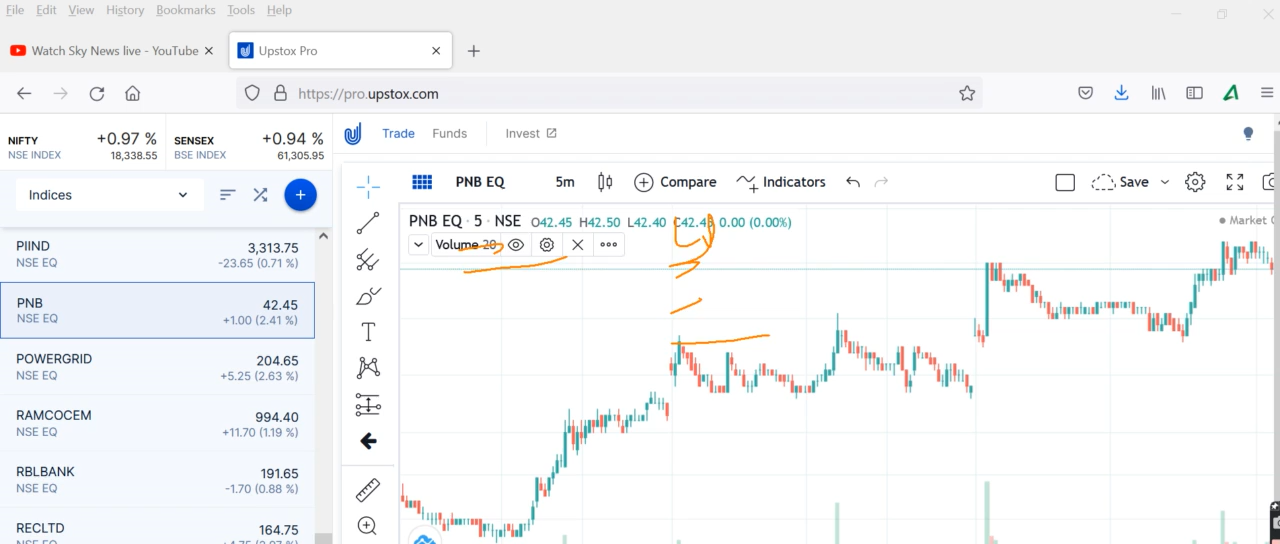 File Edit View History Bookmarks Tools Help
Watch Sky News live - YouTube
Upstox Pro
https://pro.upstox.com
NIFTY +0.97 %
NSE INDEX 18,338.55
SENSEX +0.94 %
BSE INDEX 61,305.95
Trade Funds Invest
Indices
PNB EQ 5m Compare Indicators Save
PNB EQ · 5 · NSE O42.45 H42.50 L42.40 C42.45 0.00 (0.00%)
Market
Volume 20
PIIND 3,313.75
NSE EQ -23.65 (0.71 %)
PNB 42.45
NSE EQ +1.00 (2.41 %)
POWERGRID 204.65
NSE EQ +5.25 (2.63 %)
RAMCOCEM 994.40
NSE EQ +11.70 (1.19 %)
RBLBANK 191.65
NSE EQ -1.70 (0.88 %)
RECLTD 164.75